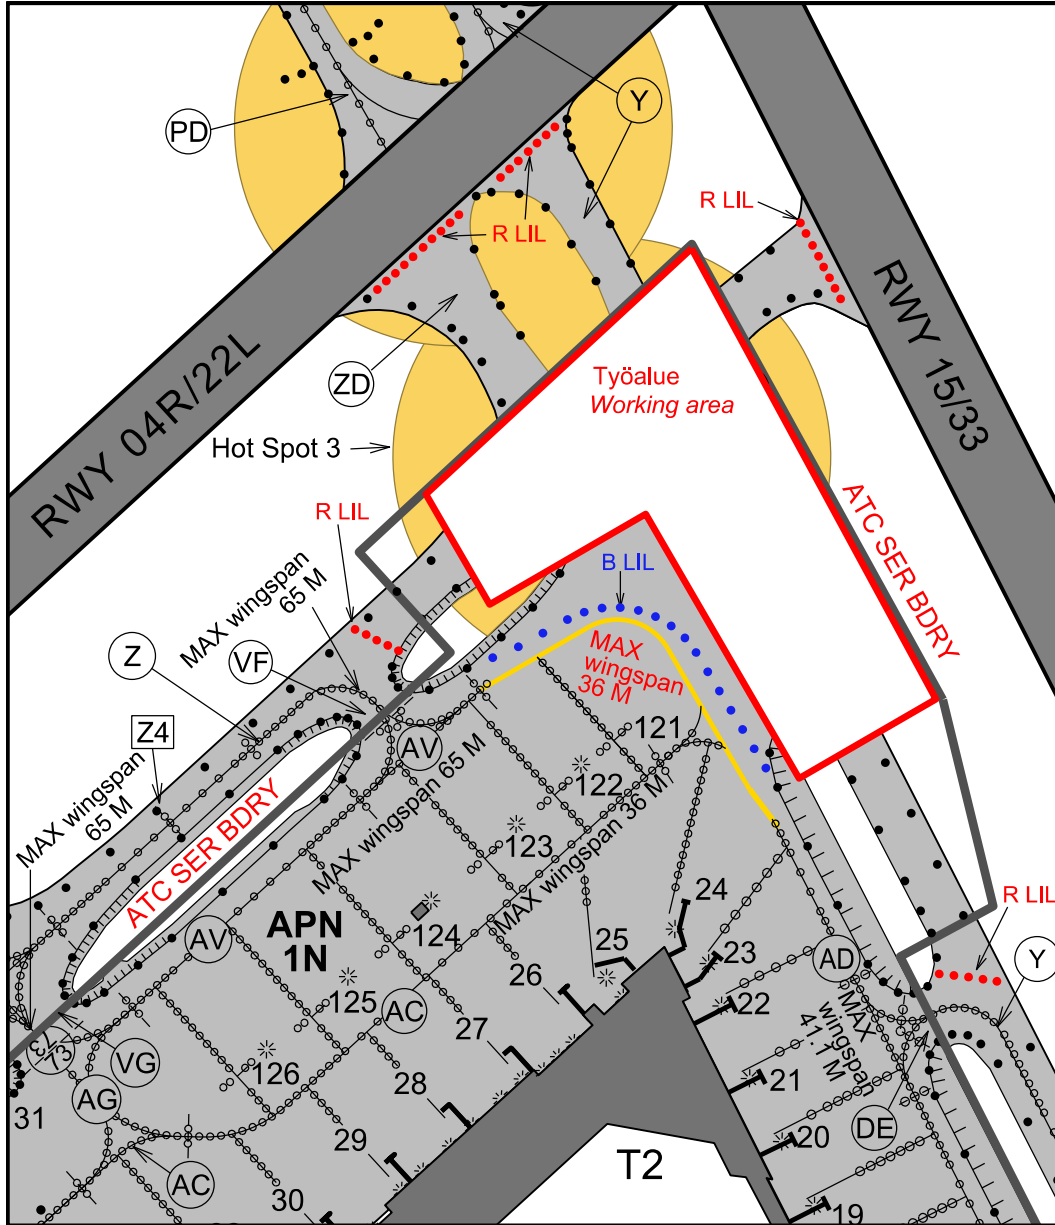 PD
Y
R LIL
R LIL
R LIL
RWY 04R/22L
RWY 15/33
ZD
Työalue
Working area
Hot Spot 3
ATC SER BDRY
R LIL
B LIL
MAX wingspan
65 M
MAX
wingspan
36 M
Z
VF
Z4
AV
121
MAX wingspan
65 M
ATC SER BDRY
MAX wingspan 65 M
122
MAX wingspan 36 M
123
24
R LIL
APN
1N
AV
124
25
23
AD
Y
26
22
125
AC
MAX
wingspan
41.1 M
27
VG
126
28
21
31
AG
29
20
DE
T2
AC
30
19